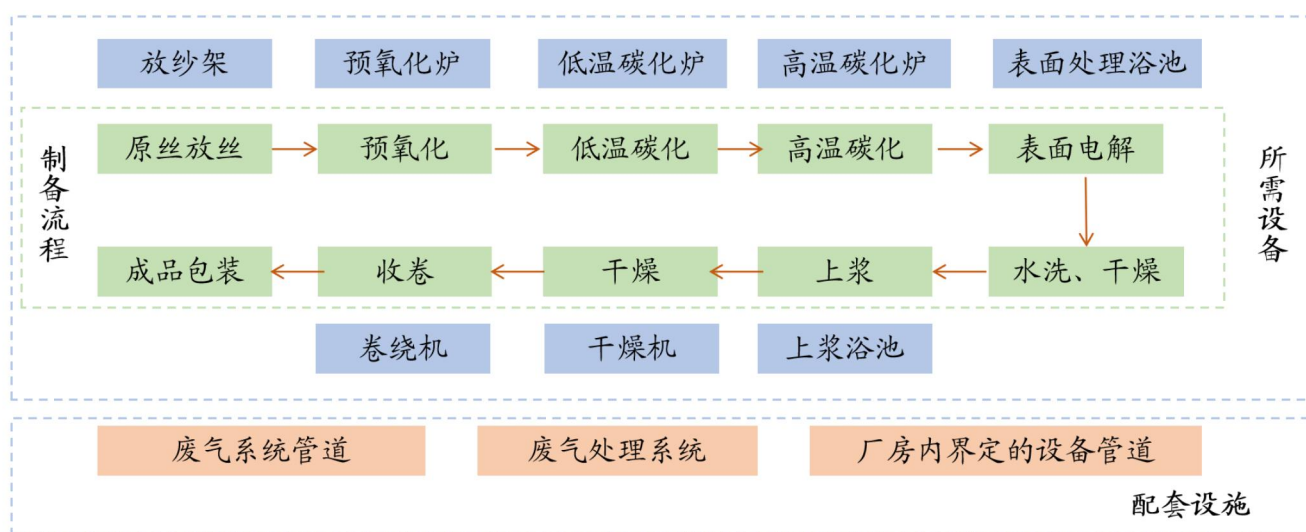 放纱架 预氧化炉 低温碳化炉 高温碳化炉 表面处理浴池
制备流程
原丝放丝 预氧化 低温碳化 高温碳化 表面电解
所需设备
成品包装 收卷 干燥 上浆 水洗、干燥
卷绕机 干燥机 上浆浴池
废气系统管道 废气处理系统 厂房内界定的设备管道
配套设施